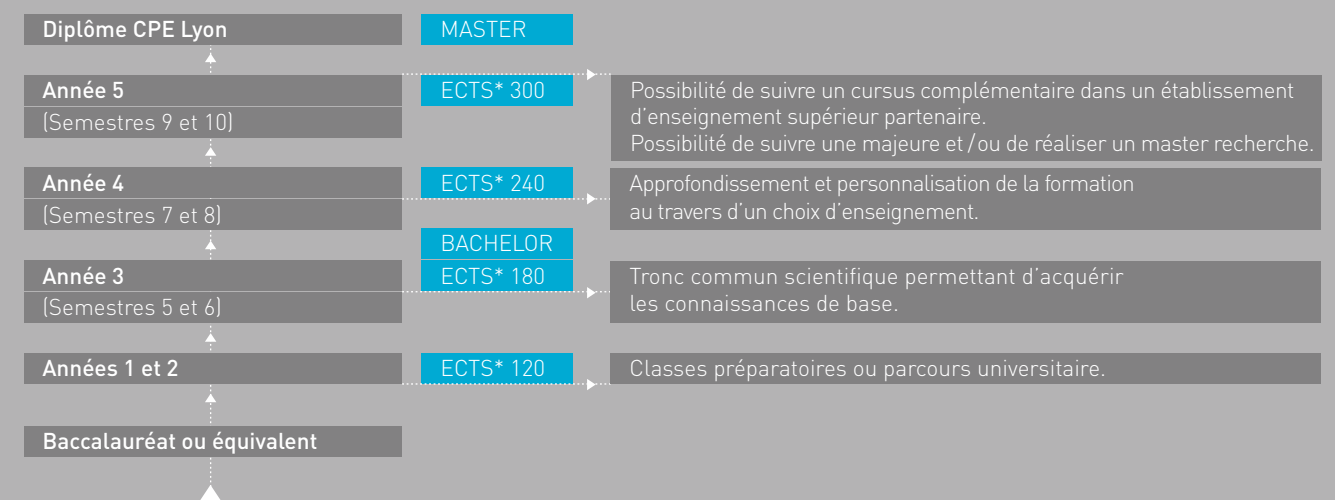 Diplôme CPE Lyon
MASTER
Année 5
(Semestres 9 et 10)
ECTS* 300
Possibilité de suivre un cursus complémentaire dans un établissement
d'enseignement supérieur partenaire.
Possibilité de suivre une majeure et/ou de réaliser un master recherche.
Année 4
(Semestres 7 et 8)
ECTS* 240
Approfondissement et personnalisation de la formation
au travers d'un choix d'enseignement.
BACHELOR
Année 3
(Semestres 5 et 6)
ECTS* 180
Tronc commun scientifique permettant d'acquérir
les connaissances de base.
Années 1 et 2
ECTS* 120
Classes préparatoires ou parcours universitaire.
Baccalauréat ou équivalent